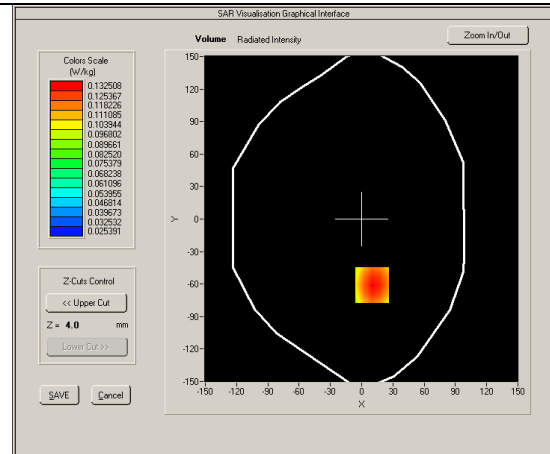 SAR Visualisation Graphical Interface
Volume Radiated Intensity
Zoom In/Out
Colors Scale
(W/kg)
0.132508
0.125367
0.118226
0.111085
0.103944
0.096802
0.089661
0.082520
0.075379
0.068238
0.061096
0.053955
0.046814
0.039673
0.032532
0.025391
Z-Cuts Control
<< Upper Cut
Z = 4.0 mm
Lower Cut >>
SAVE Cancel
150
120
90
60
30
0
-30
-60
-90
-120
-150
Y
-150 -120 -90 -60 -30 0 30 60 90 120 150
X